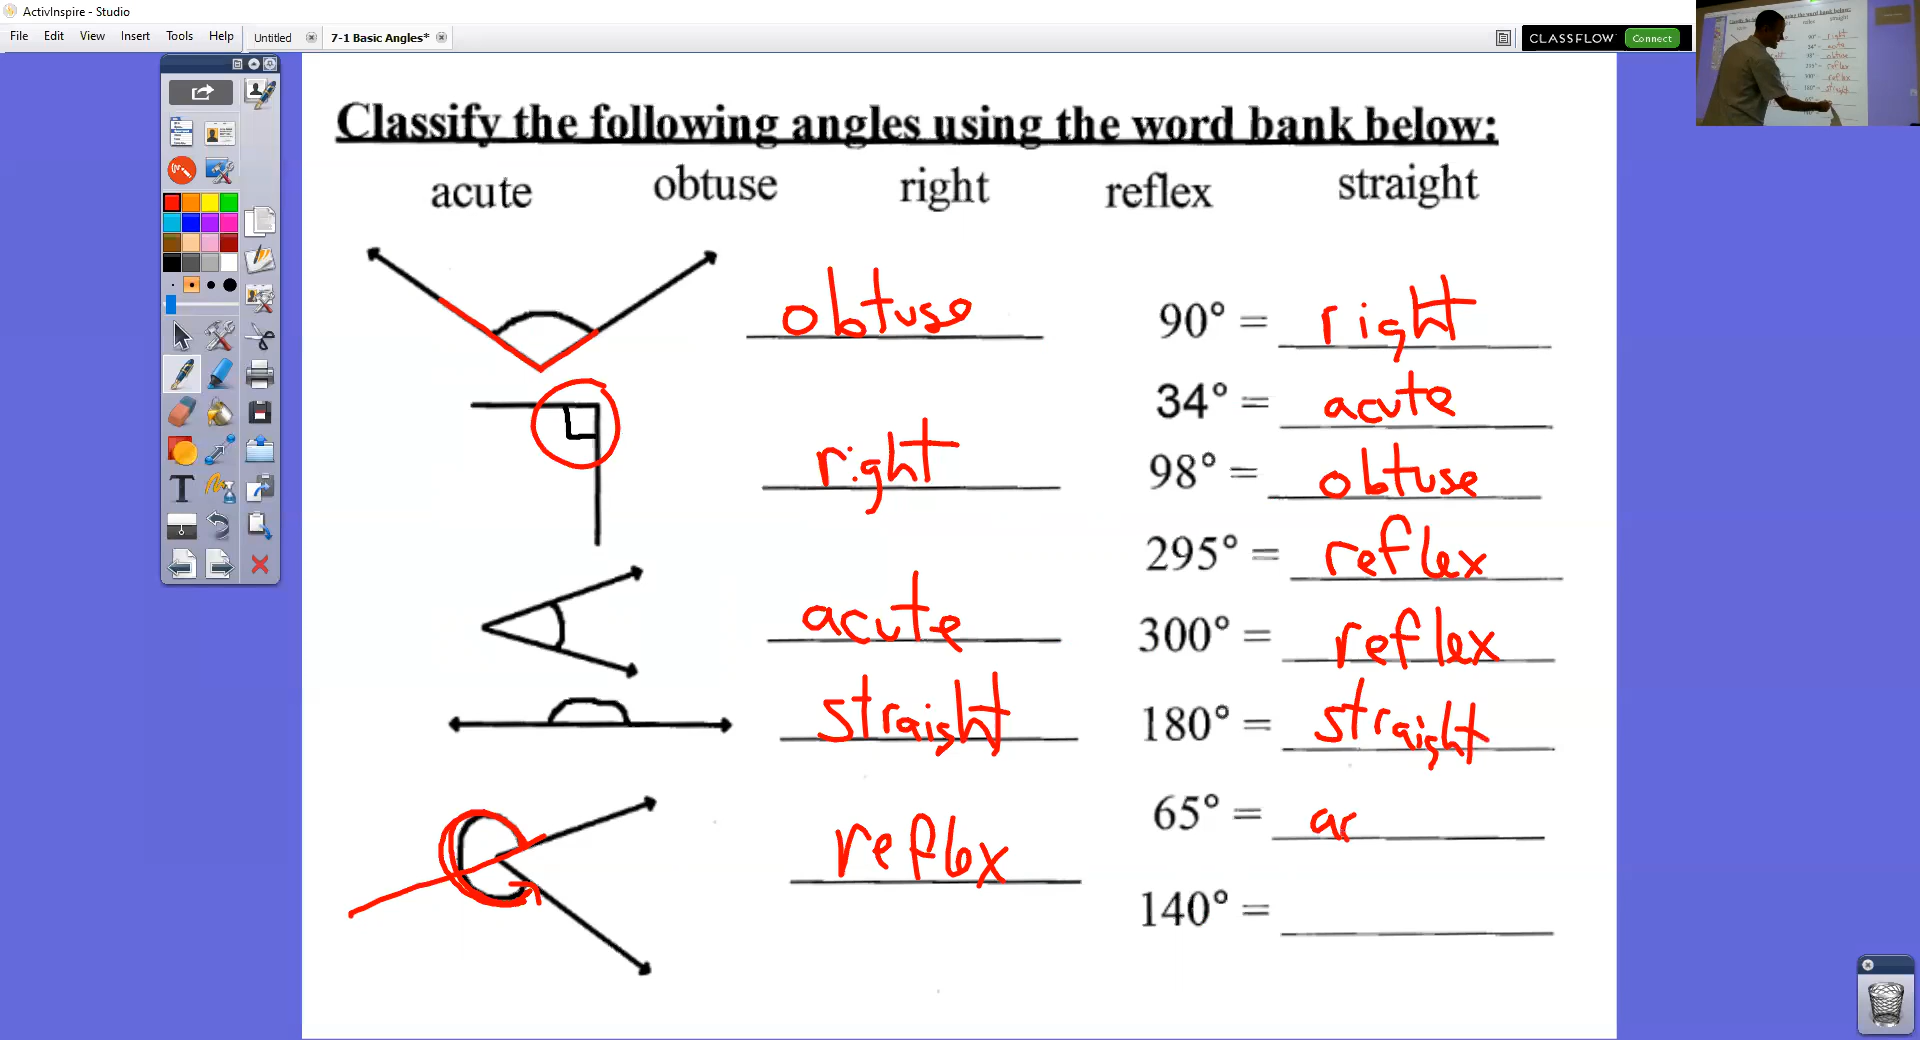 ActivInspire - Studio
File Edit View Insert Tools Help
Untitled 7-1 Basic Angles*
CLASSFLOW Connect
Classify the following angles using the word bank below:
acute obtuse right reflex straight
obtuse
right
acute
straight
reflex
90° = right
34° = acute
98° = obtuse
295° = reflex
300° = reflex
180° = straight
65° = ac
140° =